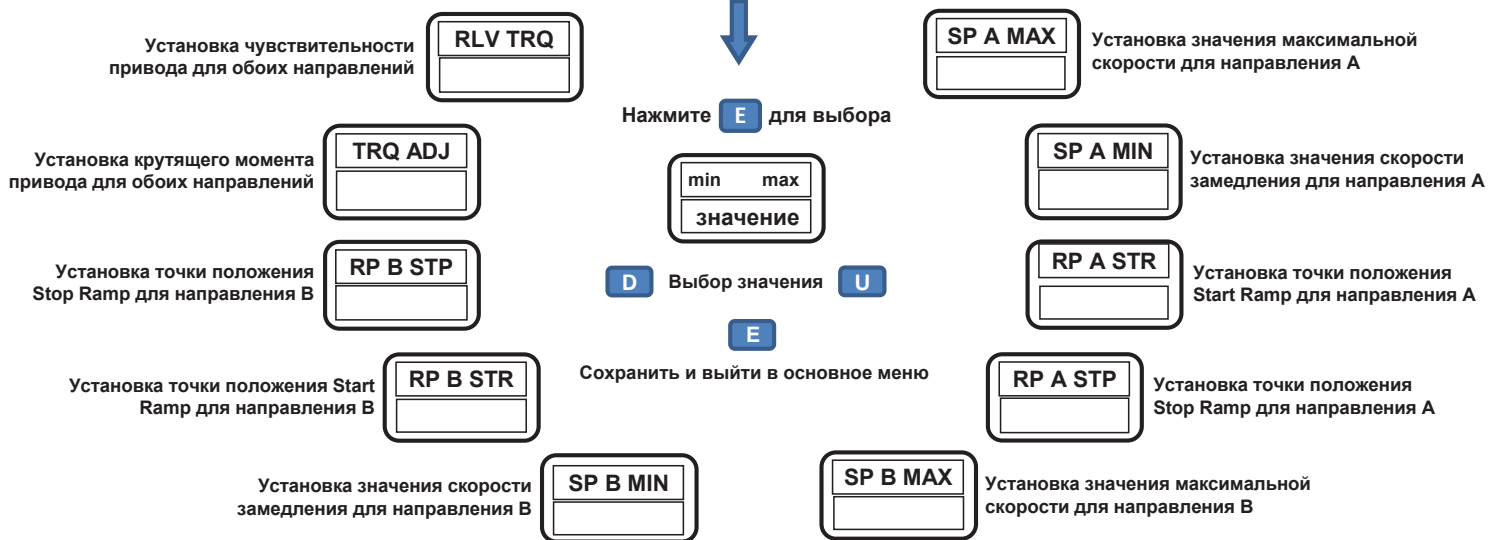 Установка чувствительности
привода для обоих направлений
RLV TRQ
SP A MAX
Установка значения максимальной
скорости для направления A
Нажмите E для выбора
Установка крутящего момента
привода для обоих направлений
TRQ ADJ
min max
значение
SP A MIN
Установка значения скорости
замедления для направления A
Установка точки положения
Stop Ramp для направления B
RP B STP
D Выбор значения U
RP A STR
Установка точки положения
Start Ramp для направления A
E
Сохранить и выйти в основное меню
Установка точки положения Start
Ramp для направления B
RP B STR
RP A STP
Установка точки положения
Stop Ramp для направления A
Установка значения скорости
замедления для направления B
SP B MIN
SP B MAX
Установка значения максимальной
скорости для направления B